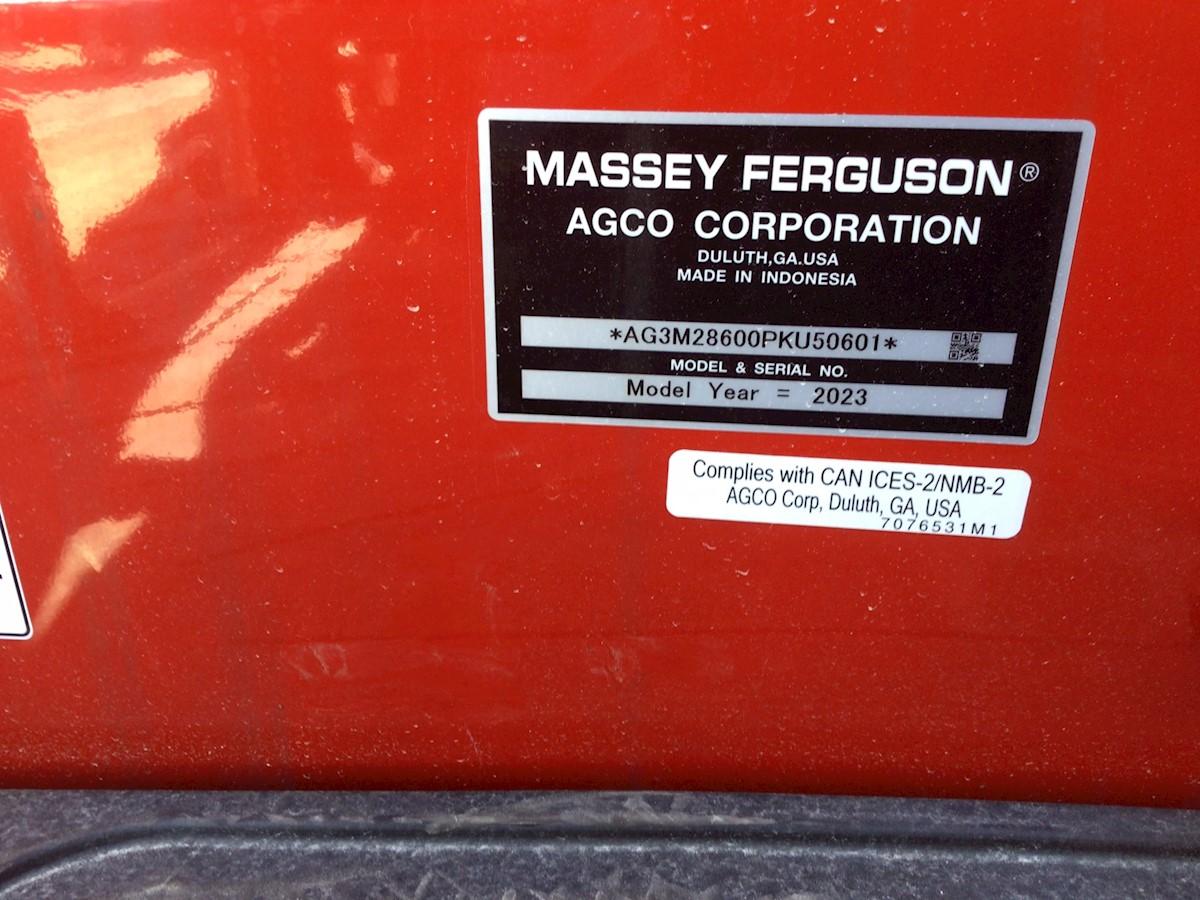 MASSEY FERGUSON®
AGCO CORPORATION
DULUTH,GA.USA
MADE IN INDONESIA
*AG3M28600PKU50601*
MODEL & SERIAL NO.
Model Year = 2023
Complies with CAN ICES-2/NMB-2
AGCO Corp, Duluth, GA, USA
7076531M1